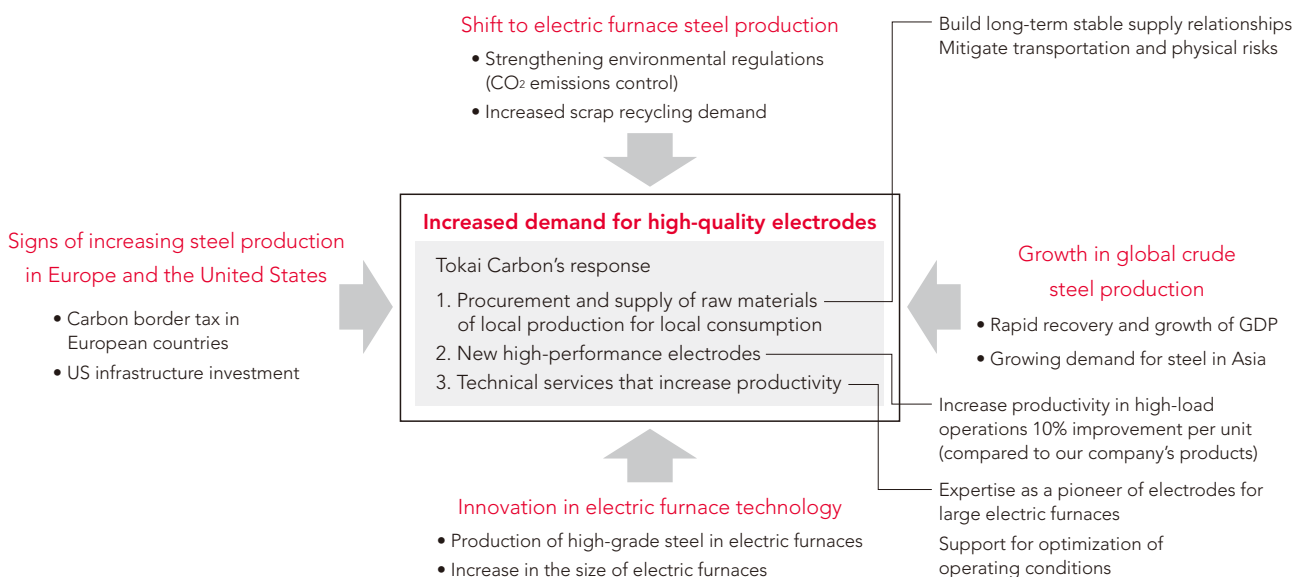 Shift to electric furnace steel production
• Strengthening environmental regulations
(CO2 emissions control)
• Increased scrap recycling demand
Build long-term stable supply relationships
Mitigate transportation and physical risks
Signs of increasing steel production
in Europe and the United States
• Carbon border tax in
European countries
• US infrastructure investment
Increased demand for high-quality electrodes
Tokai Carbon’s response
1. Procurement and supply of raw materials
of local production for local consumption
2. New high-performance electrodes
3. Technical services that increase productivity
Growth in global crude
steel production
• Rapid recovery and growth of GDP
• Growing demand for steel in Asia
Increase productivity in high-load
operations 10% improvement per unit
(compared to our company’s products)
Expertise as a pioneer of electrodes for
large electric furnaces
Support for optimization of
operating conditions
Innovation in electric furnace technology
• Production of high-grade steel in electric furnaces
• Increase in the size of electric furnaces